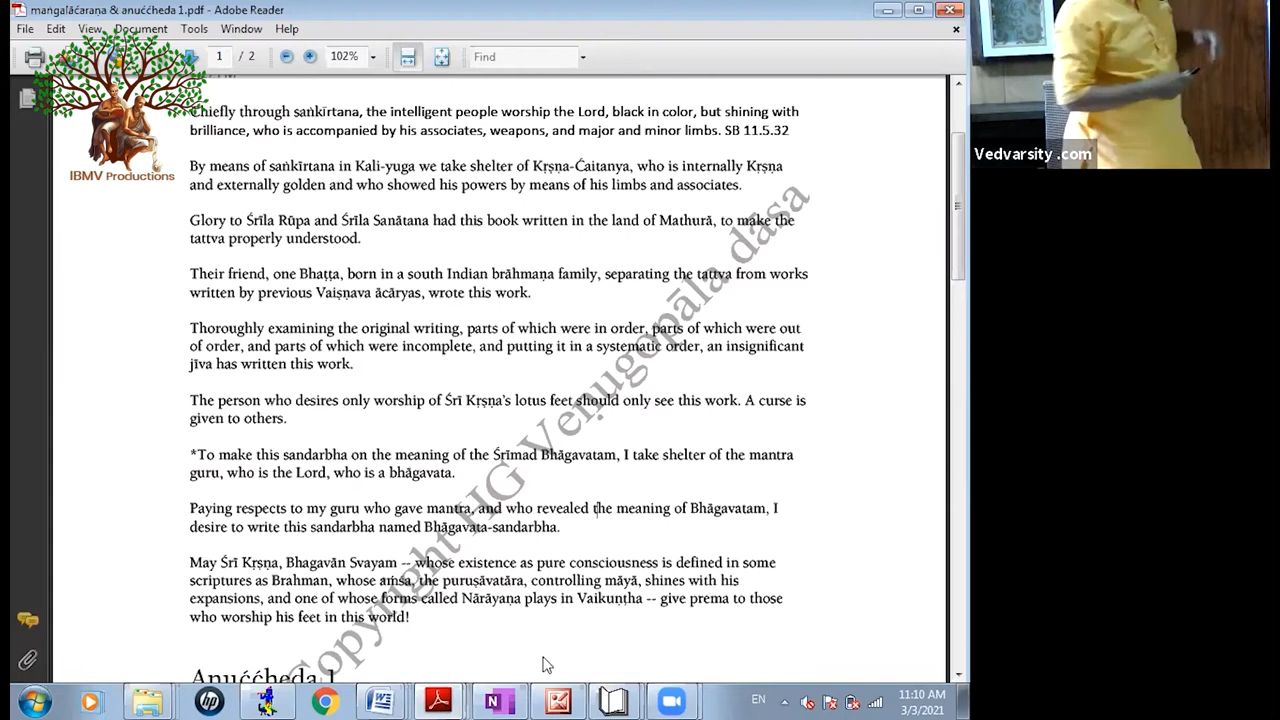 maṅgalācaraṇa & anuććheda 1.pdf - Adobe Reader
File Edit View Document Tools Window Help
1 / 2 102% Find
Chiefly through saṅkīrtana, the intelligent people worship the Lord, black in color, but shining with
brilliance, who is accompanied by his associates, weapons, and major and minor limbs. SB 11.5.32
IBMV Productions
Vedvarsity .com
By means of saṅkīrtana in Kali-yuga we take shelter of Kṛṣṇa-Ćaitanya, who is internally Kṛṣṇa
and externally golden and who showed his powers by means of his limbs and associates.
Glory to Śrīla Rūpa and Śrīla Sanātana had this book written in the land of Mathurā, to make the
tattva properly understood.
Their friend, one Bhaṭṭa, born in a south Indian brāhmaṇa family, separating the tattva from works
written by previous Vaiṣṇava ācāryas, wrote this work.
Thoroughly examining the original writing, parts of which were in order, parts of which were out
of order, and parts of which were incomplete, and putting it in a systematic order, an insignificant
jīva has written this work.
The person who desires only worship of Śrī Kṛṣṇa's lotus feet should only see this work. A curse is
given to others.
*To make this sandarbha on the meaning of the Śrīmad Bhāgavatam, I take shelter of the mantra
guru, who is the Lord, who is a bhāgavata.
Paying respects to my guru who gave mantra, and who revealed the meaning of Bhāgavatam, I
desire to write this sandarbha named Bhāgavata-sandarbha.
May Śrī Kṛṣṇa, Bhagavān Svayam -- whose existence as pure consciousness is defined in some
scriptures as Brahman, whose aṁsa, the puruṣāvatāra, controlling māyā, shines with his
expansions, and one of whose forms called Nārāyaṇa plays in Vaikuṇṭha -- give prema to those
who worship his feet in this world!
Anuććheda 1
Copyright HG Veṇugopāla dāsa
EN
11:10 AM
3/3/2021